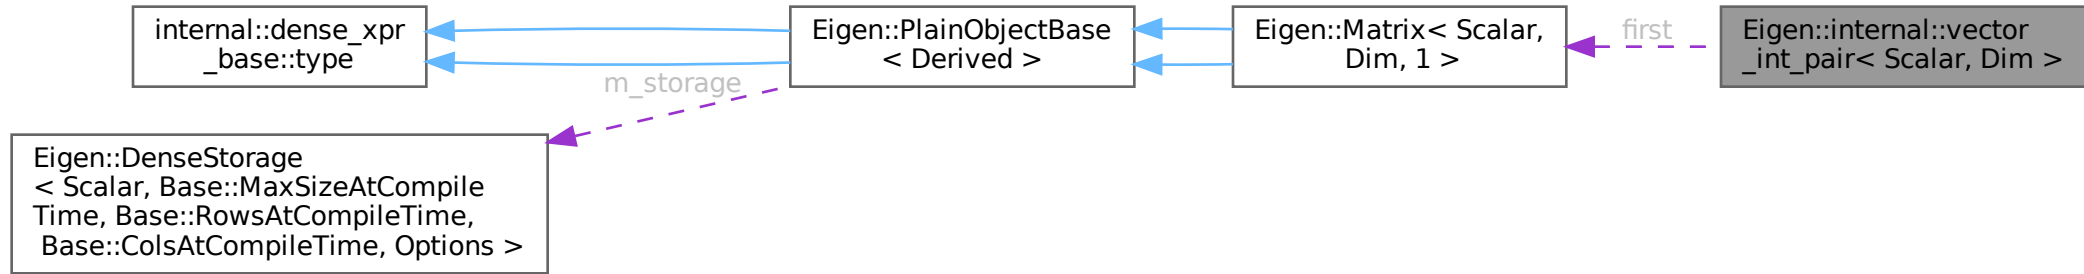 internal::dense_xpr
_base::type
Eigen::PlainObjectBase
< Derived >
Eigen::Matrix< Scalar,
Dim, 1 >
first
Eigen::internal::vector
_int_pair< Scalar, Dim >
m_storage
Eigen::DenseStorage
< Scalar, Base::MaxSizeAtCompile
Time, Base::RowsAtCompileTime,
Base::ColsAtCompileTime, Options >